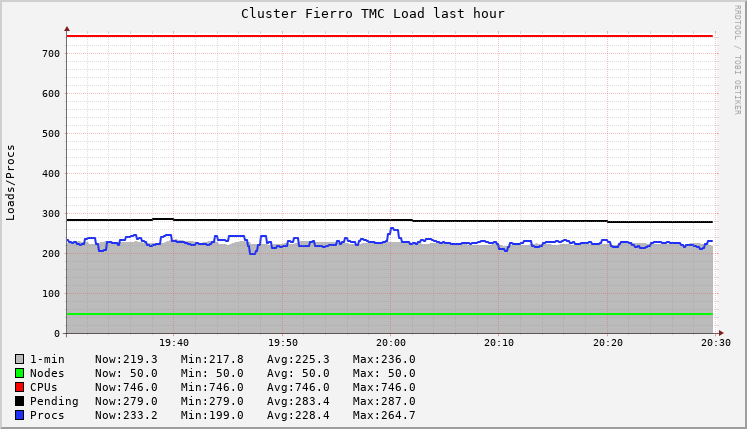 Cluster Fierro TMC Load last hour
RRDTOOL / TOBI OETIKER
Loads/Procs
700
600
500
400
300
200
100
0
19:40 19:50 20:00 20:10 20:20 20:30
1-min Now:219.3 Min:217.8 Avg:225.3 Max:236.0
Nodes Now: 50.0 Min: 50.0 Avg: 50.0 Max: 50.0
CPUs Now:746.0 Min:746.0 Avg:746.0 Max:746.0
Pending Now:279.0 Min:279.0 Avg:283.4 Max:287.0
Procs Now:233.2 Min:199.0 Avg:228.4 Max:264.7